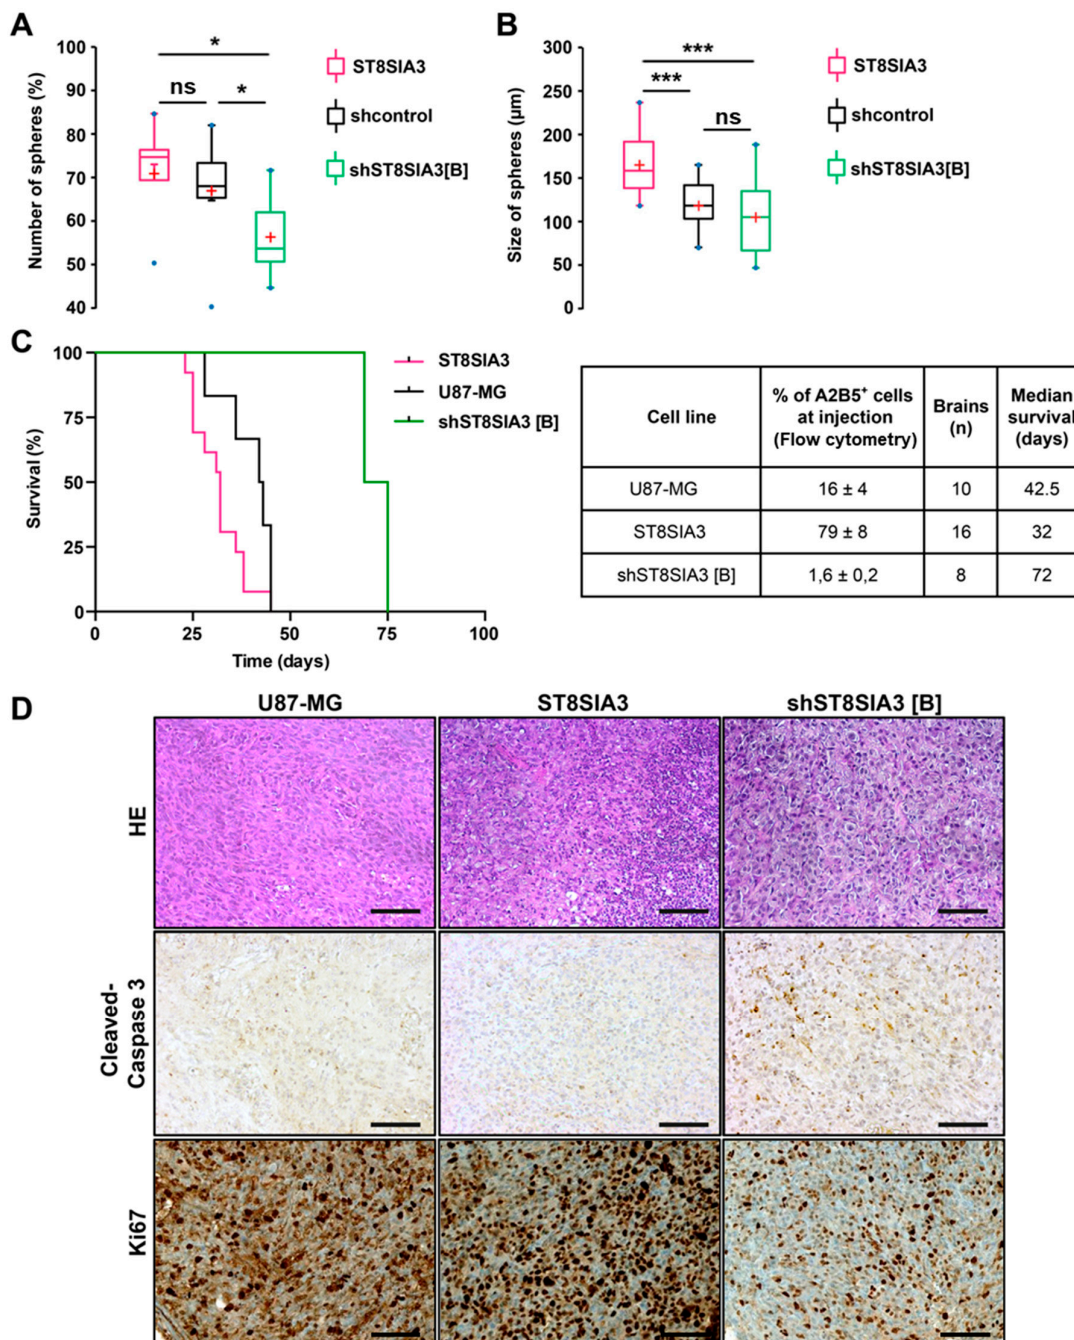 A
Number of spheres (%)
100
90
80
70
60
50
40
*
ns
*
ST8SIA3
shcontrol
shST8SIA3[B]
B
Size of spheres (µm)
300
250
200
150
100
50
0
***
***
ns
ST8SIA3
shcontrol
shST8SIA3[B]
C
Survival (%)
100
75
50
25
0
0 25 50 75 100
Time (days)
ST8SIA3
U87-MG
shST8SIA3 [B]
Cell line
% of A2B5+ cells
at injection
(Flow cytometry)
Brains
(n)
Median
survival
(days)
U87-MG 16 ± 4 10 42.5
ST8SIA3 79 ± 8 16 32
shST8SIA3 [B] 1,6 ± 0,2 8 72
D
U87-MG ST8SIA3 shST8SIA3 [B]
HE
Cleaved-
Caspase 3
Ki67